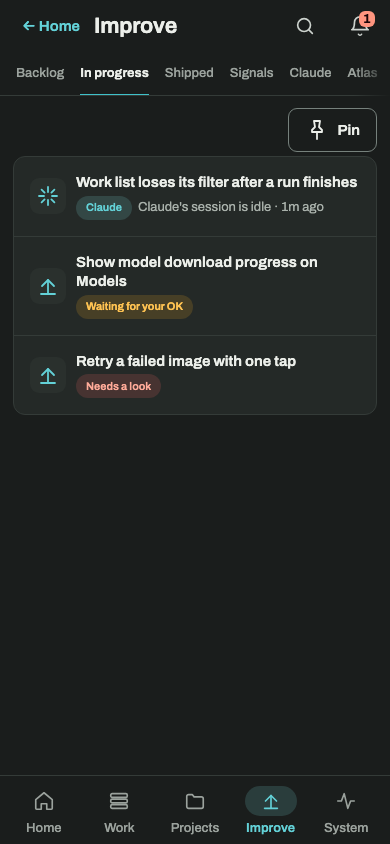 ← Home Improve 1
Backlog In progress Shipped Signals Claude Atlas
Pin
Work list loses its filter after a run finishes
Claude Claude's session is idle · 1m ago
Show model download progress on
Models
Waiting for your OK
Retry a failed image with one tap
Needs a look
Home Work Projects Improve System